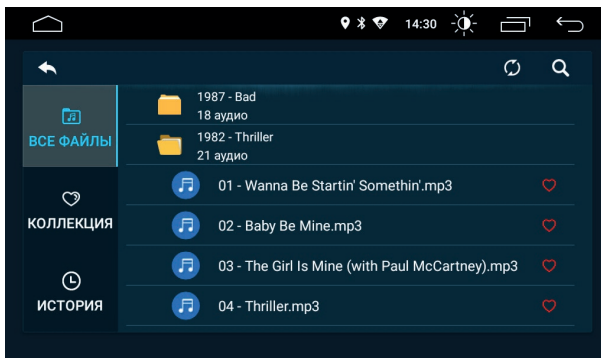 14:30
1987 - Bad
18 аудио
1982 - Thriller
21 аудио
ВСЕ ФАЙЛЫ
01 - Wanna Be Startin' Somethin'.mp3
КОЛЛЕКЦИЯ
02 - Baby Be Mine.mp3
03 - The Girl Is Mine (with Paul McCartney).mp3
ИСТОРИЯ
04 - Thriller.mp3